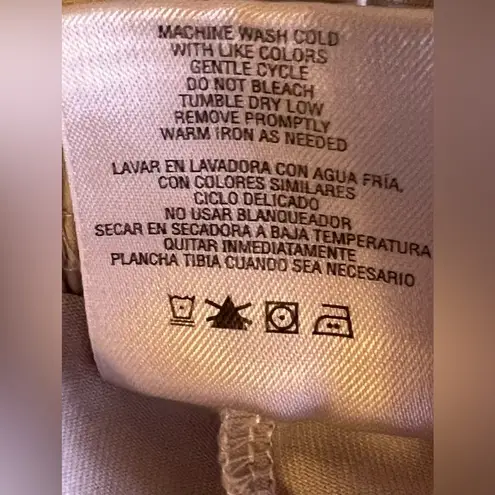 MACHINE WASH COLD
WITH LIKE COLORS
GENTLE CYCLE
DO NOT BLEACH
TUMBLE DRY LOW
REMOVE PROMPTLY
WARM IRON AS NEEDED
LAVAR EN LAVADORA CON AGUA FRÍA,
CON COLORES SIMILARES
CICLO DELICADO
NO USAR BLANQUEADOR
SECAR EN SECADORA A BAJA TEMPERATURA
QUITAR INMEDIATAMENTE
PLANCHA TIBIA CUANDO SEA NECESARIO